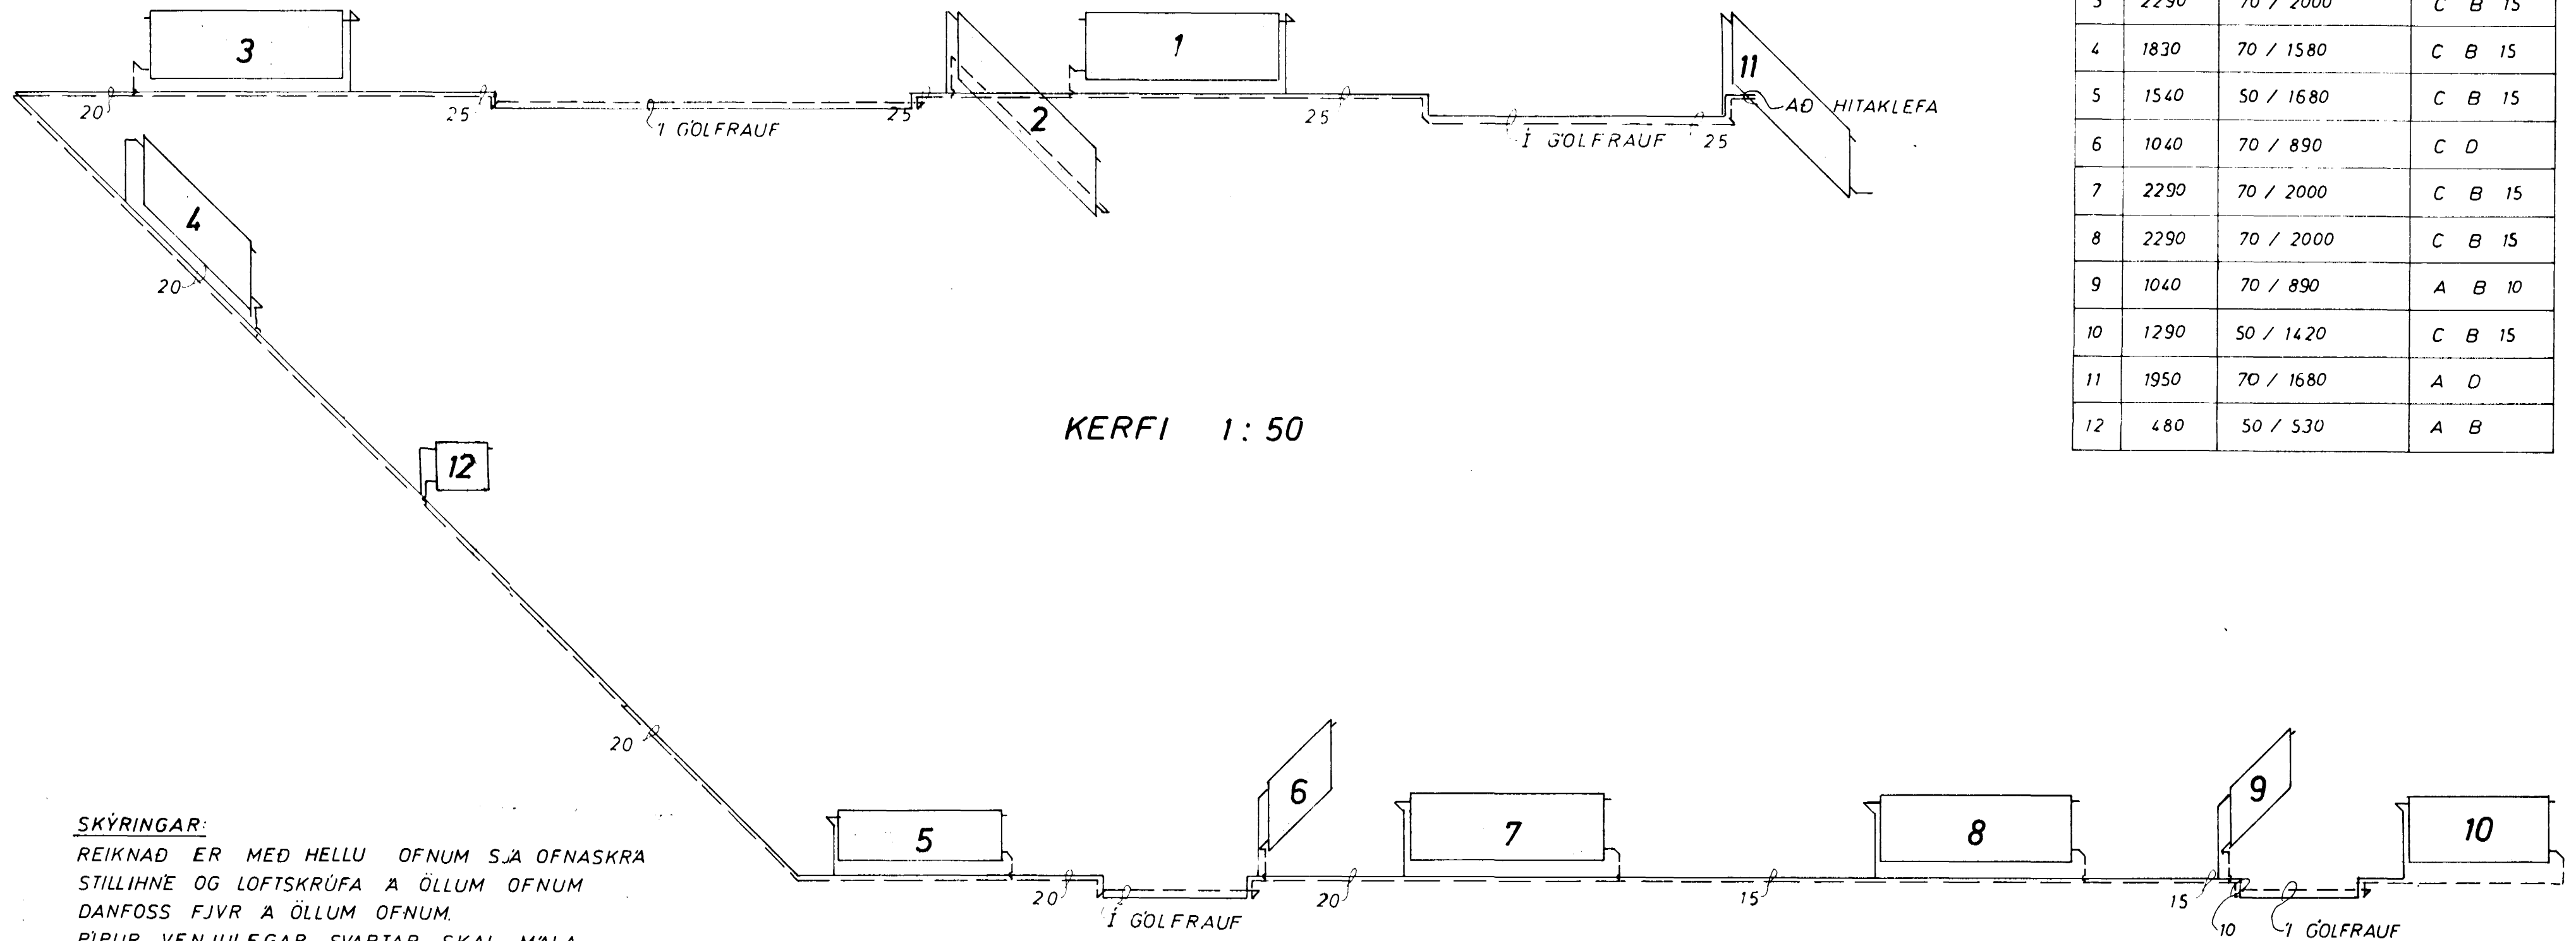 3 2290 70 / 2000 C B 15
4 1830 70 / 1580 C B 15
5 1540 50 / 1680 C B 15
6 1040 70 / 890 C D
7 2290 70 / 2000 C B 15
8 2290 70 / 2000 C B 15
9 1040 70 / 890 A B 10
10 1290 50 / 1420 C B 15
11 1950 70 / 1680 A D
12 480 50 / 530 A B
3
1
11
2
20
25
Í GÓLFRAUF
25
25
Í GÓLFRAUF
25
AÐ HITAKLEFA
4
20
KERFI 1:50
12
20
6
9
5
7
8
10
20
Í GÓLFRAUF
20
15
15
10
Í GÓLFRAUF
SKÝRINGAR:
REIKNAÐ ER MEÐ HELLU OFNUM SJÁ OFNASKRÁ
STILLIHNÉ OG LOFTSKRÚFA Á ÖLLUM OFNUM
DANFOSS FJVR Á ÖLLUM OFNUM.
PÍPUR VENJULEGAR SVARTAR SKAL MÁLA